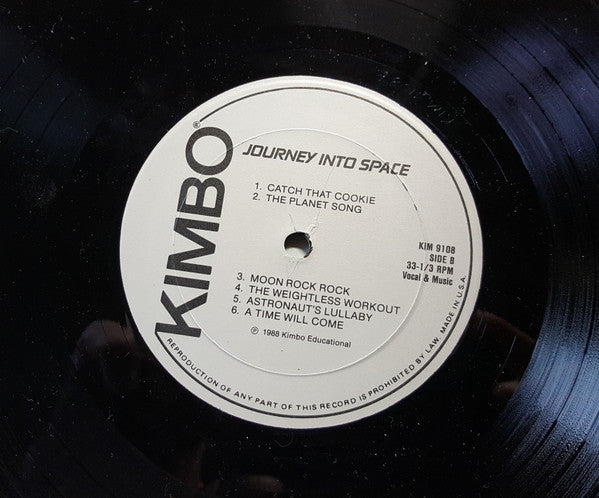 KIMBO®
JOURNEY INTO SPACE
1. CATCH THAT COOKIE
2. THE PLANET SONG
KIM 9108
SIDE B
33-1/3 RPM
Vocal & Music
3. MOON ROCK ROCK
4. THE WEIGHTLESS WORKOUT
5. ASTRONAUT'S LULLABY
6. A TIME WILL COME
℗ 1988 Kimbo Educational
REPRODUCTION OF ANY PART OF THIS RECORD IS PROHIBITED BY LAW. MADE IN U.S.A.